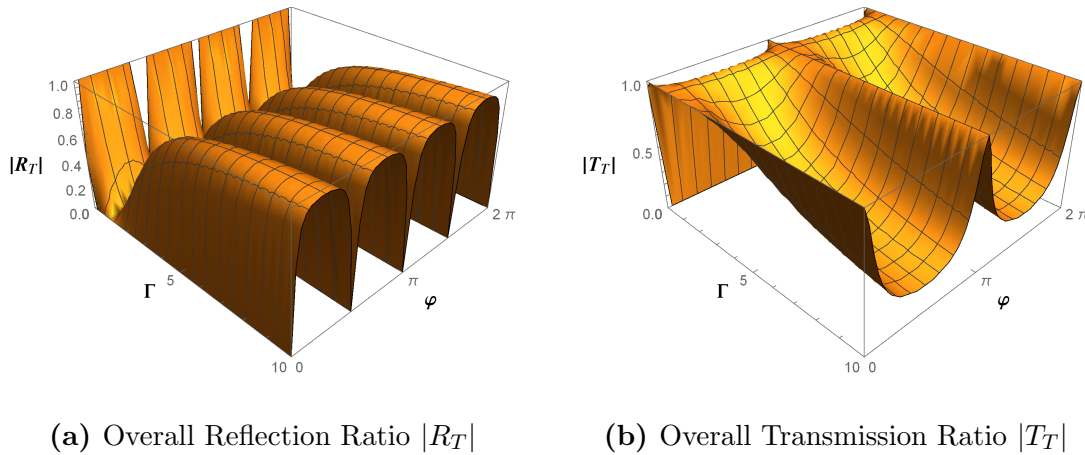 1.0
0.8
0.6
|R_T|
0.4
0.2
0.0
5
Γ
10
0
π
φ
2 π
1.0
|T_T|
0.5
0.0
5
Γ
10
0
π
φ
2 π
(a) Overall Reflection Ratio |R_T|
(b) Overall Transmission Ratio |T_T|